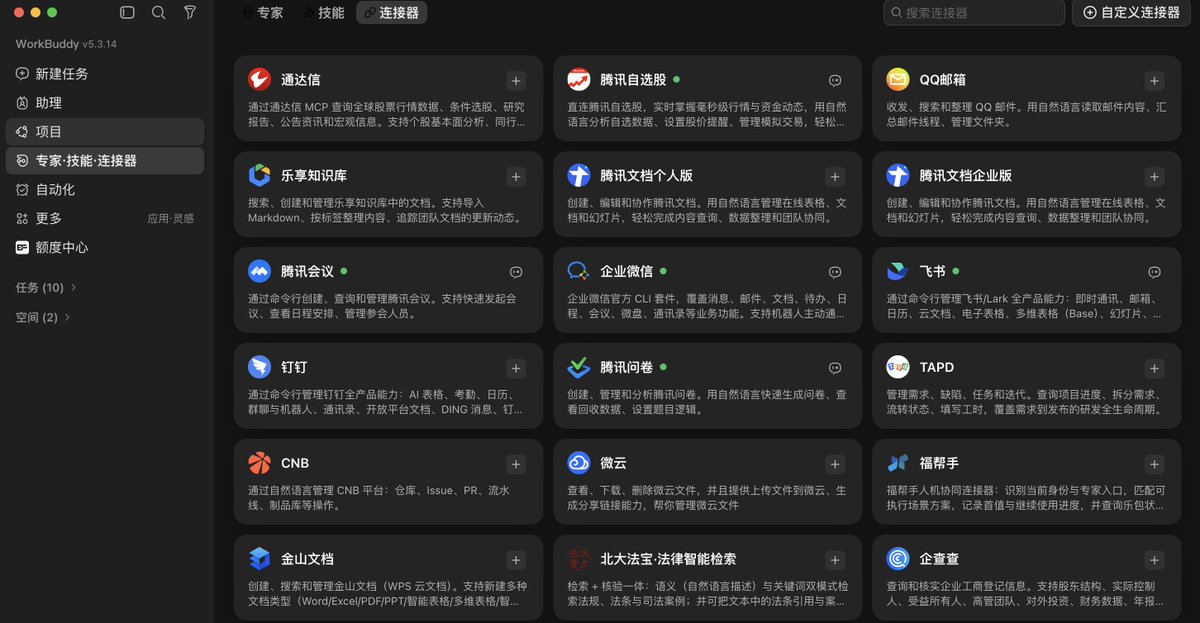 专家
技能
连接器
搜索连接器
自定义连接器
WorkBuddy v5.3.14
新建任务
助理
项目
专家·技能·连接器
自动化
更多
应用·灵感
额度中心
任务 (10)
空间 (2)
通达信
通过通达信 MCP 查询全球股票行情数据、条件选股、研究
报告、公告资讯和宏观信息。支持个股基本面分析、同行...
腾讯自选股
直连腾讯自选股，实时掌握毫秒级行情与资金动态，用自然
语言分析自选数据、设置股价提醒、管理模拟交易，轻松...
QQ邮箱
收发、搜索和整理 QQ 邮件。用自然语言读取邮件内容、汇
总邮件线程、管理文件夹。
乐享知识库
搜索、创建和管理乐享知识库中的文档。支持导入
Markdown、按标签整理内容、追踪团队文档的更新动态。
腾讯文档个人版
创建、编辑和协作腾讯文档。用自然语言管理在线表格、文
档和幻灯片，轻松完成内容查询、数据整理和团队协同。
腾讯文档企业版
创建、编辑和协作腾讯文档。用自然语言管理在线表格、文
档和幻灯片，轻松完成内容查询、数据整理和团队协同。
腾讯会议
通过命令行创建、查询和管理腾讯会议。支持快速发起会
议、查看日程安排、管理参会人员。
企业微信
企业微信官方 CLI 套件，覆盖消息、邮件、文档、待办、日
程、会议、微盘、通讯录等业务功能。支持机器人主动通...
飞书
通过命令行管理飞书/Lark 全产品能力：即时通讯、邮箱、
日历、云文档、电子表格、多维表格（Base）、幻灯片、...
钉钉
通过命令行管理钉钉全产品能力：AI 表格、考勤、日历、
群聊与机器人、通讯录、开放平台文档、DING 消息、钉...
腾讯问卷
创建、管理和分析腾讯问卷。用自然语言快速生成问卷、查
看回收数据、设置题目逻辑。
TAPD
管理需求、缺陷、任务和迭代。查询项目进度、拆分需求、
流转状态、填写工时，覆盖需求到发布的研发全生命周期。
CNB
通过自然语言管理 CNB 平台：仓库、Issue、PR、流水
线、制品库等操作。
微云
查看、下载、删除微云文件，并且提供上传文件到微云、生
成分享链接能力，帮你管理微云文件
福帮手
福帮手人机协同连接器：识别当前身份与专家入口，匹配可
执行场景方案，记录首值与继续使用进度，并查询乐包状...
金山文档
创建、搜索和管理金山文档（WPS 云文档）。支持新建多种
文档类型（Word/Excel/PDF/PPT/智能表格/多维表格/智...
北大法宝·法律智能检索
检索 + 核验一体：语义（自然语言描述）与关键词双模式检
索法规、法条与司法案例；并可把文本中的法条引用与案...
企查查
查询和核实企业工商登记信息。支持股东结构、实际控制
人、受益所有人、高管团队、对外投资、财务数据、年报...